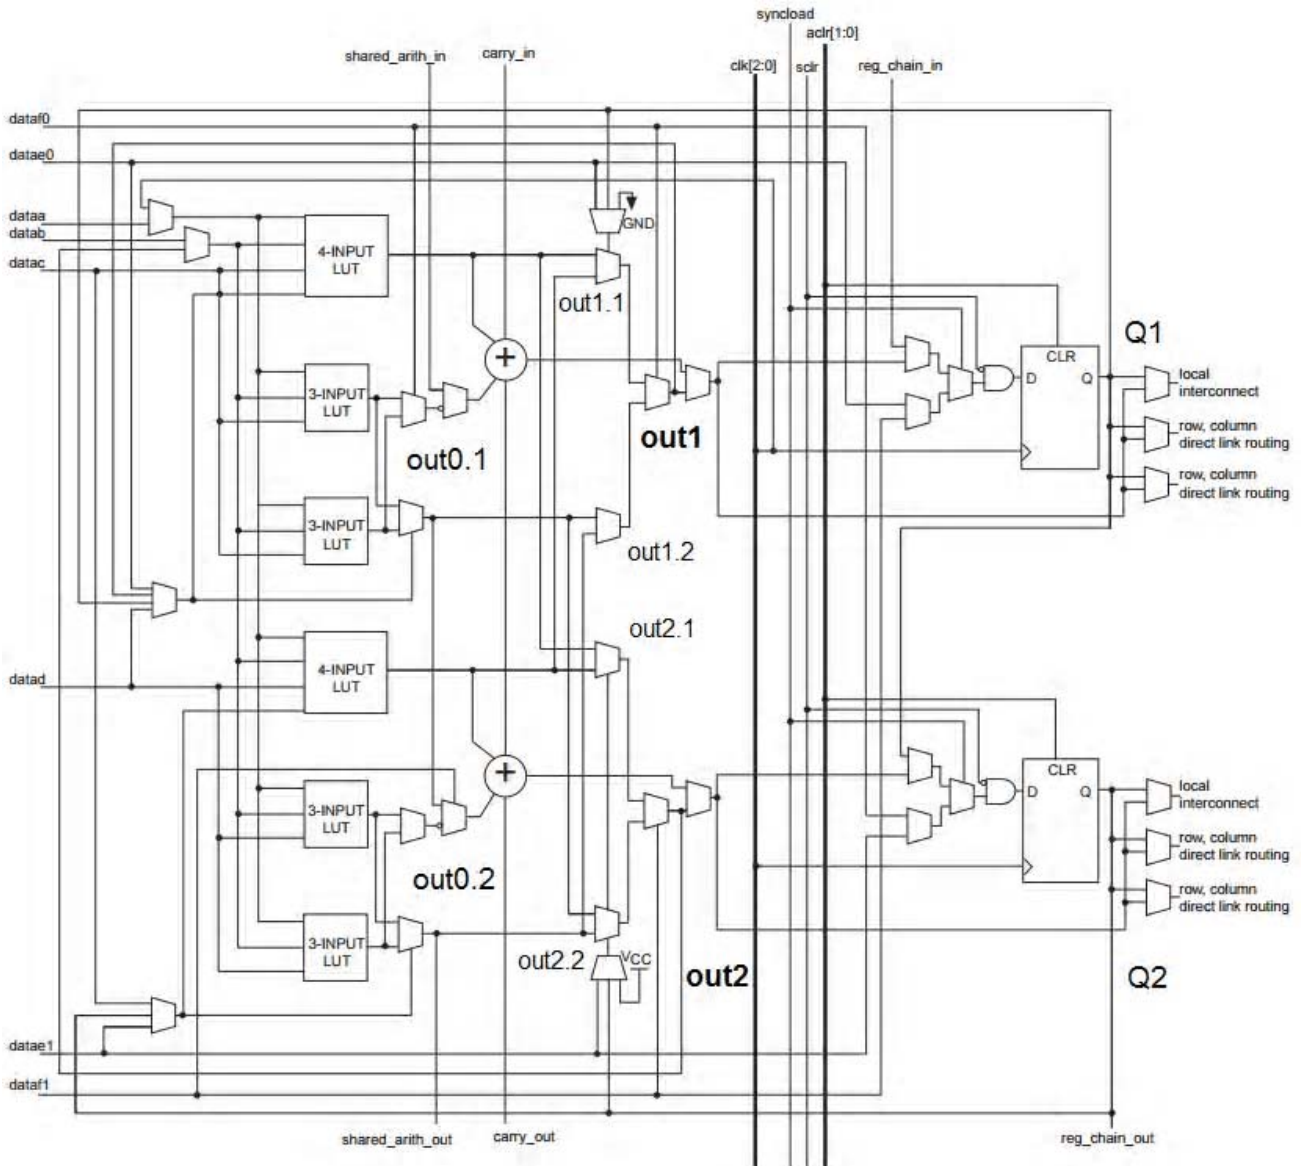 syncload
aclr[1:0]
shared_arith_in
carry_in
clk[2:0]
sclr
reg_chain_in
dataf0
datae0
dataa
datab
datac
GND
4-INPUT
LUT
out1.1
Q1
+
CLR
D
Q
local
interconnect
3-INPUT
LUT
row, column
direct link routing
out1
out0.1
row, column
direct link routing
3-INPUT
LUT
out1.2
out2.1
datad
4-INPUT
LUT
+
CLR
D
Q
local
interconnect
3-INPUT
LUT
row, column
direct link routing
out0.2
row, column
direct link routing
3-INPUT
LUT
out2.2
VCC
out2
Q2
datae1
dataf1
shared_arith_out
carry_out
reg_chain_out